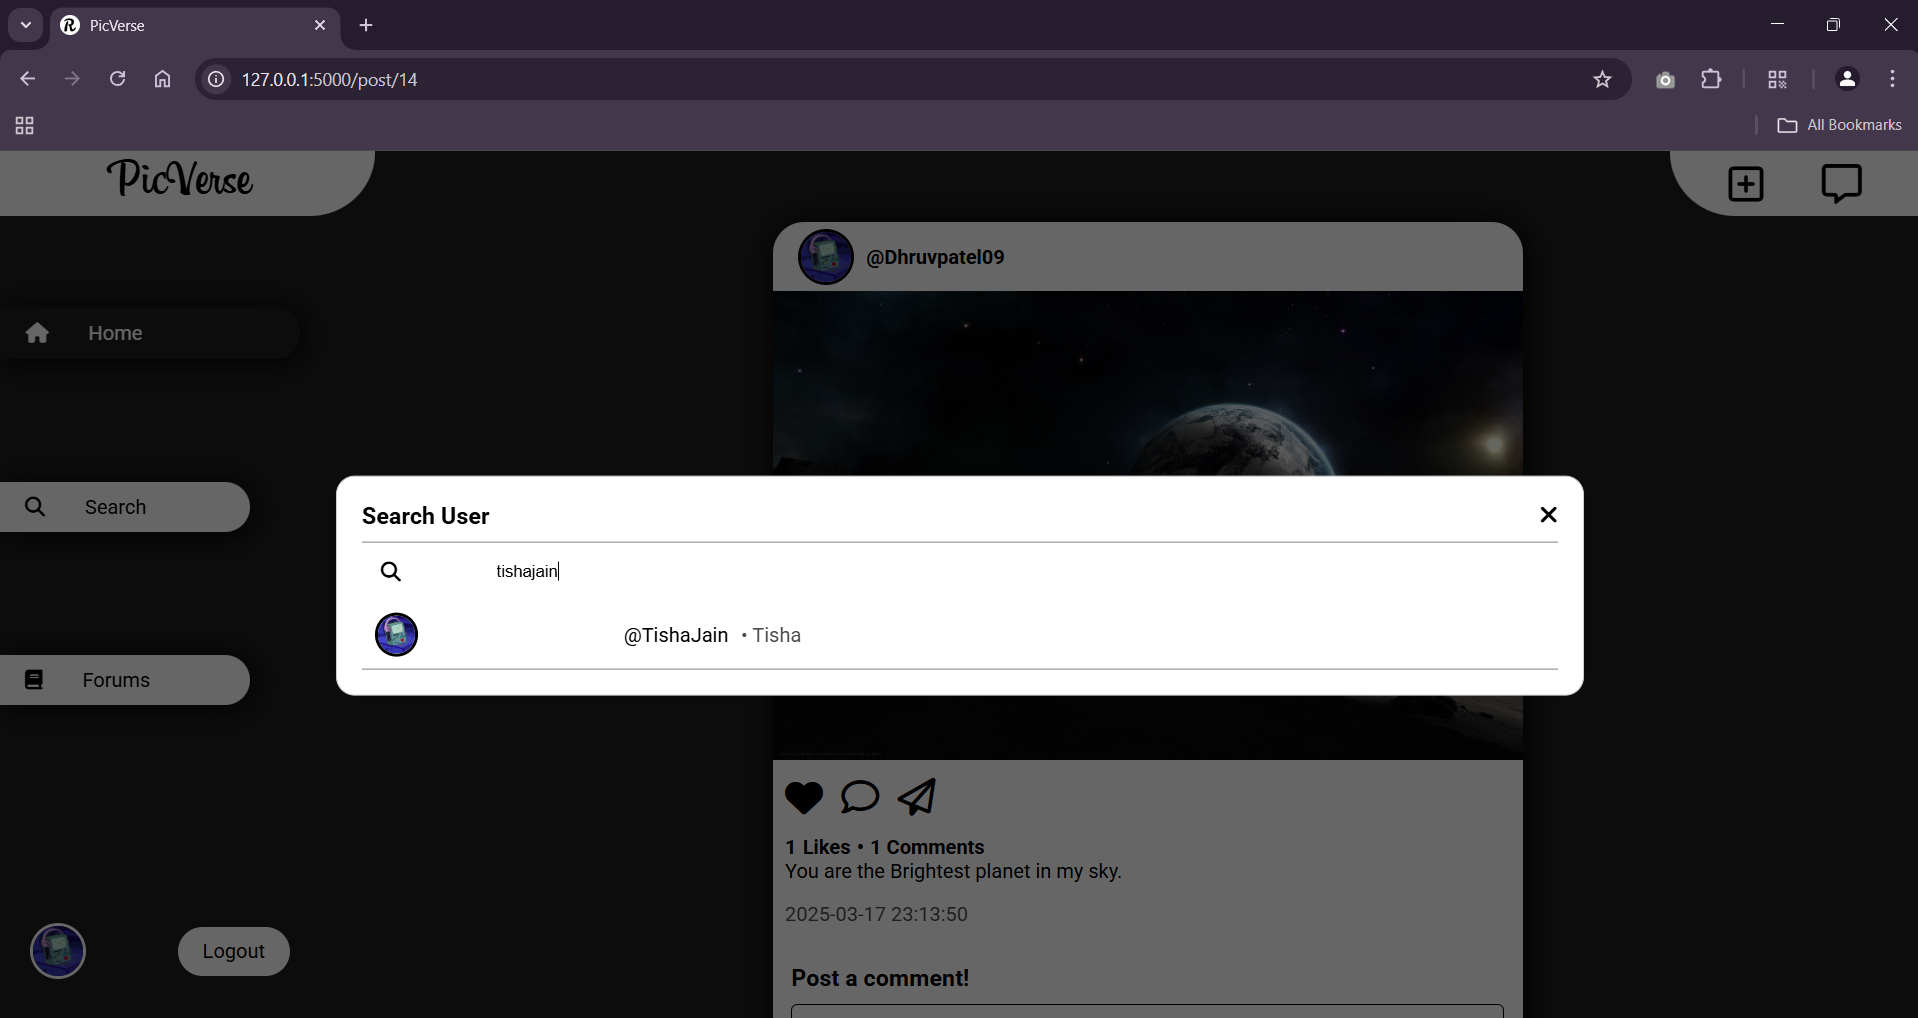 PicVerse
127.0.0.1:5000/post/14
All Bookmarks
PicVerse
@Dhruvpatel09
Home
Search
Search User
tishajain
@TishaJain • Tisha
Forums
1 Likes • 1 Comments
You are the Brightest planet in my sky.
2025-03-17 23:13:50
Logout
Post a comment!